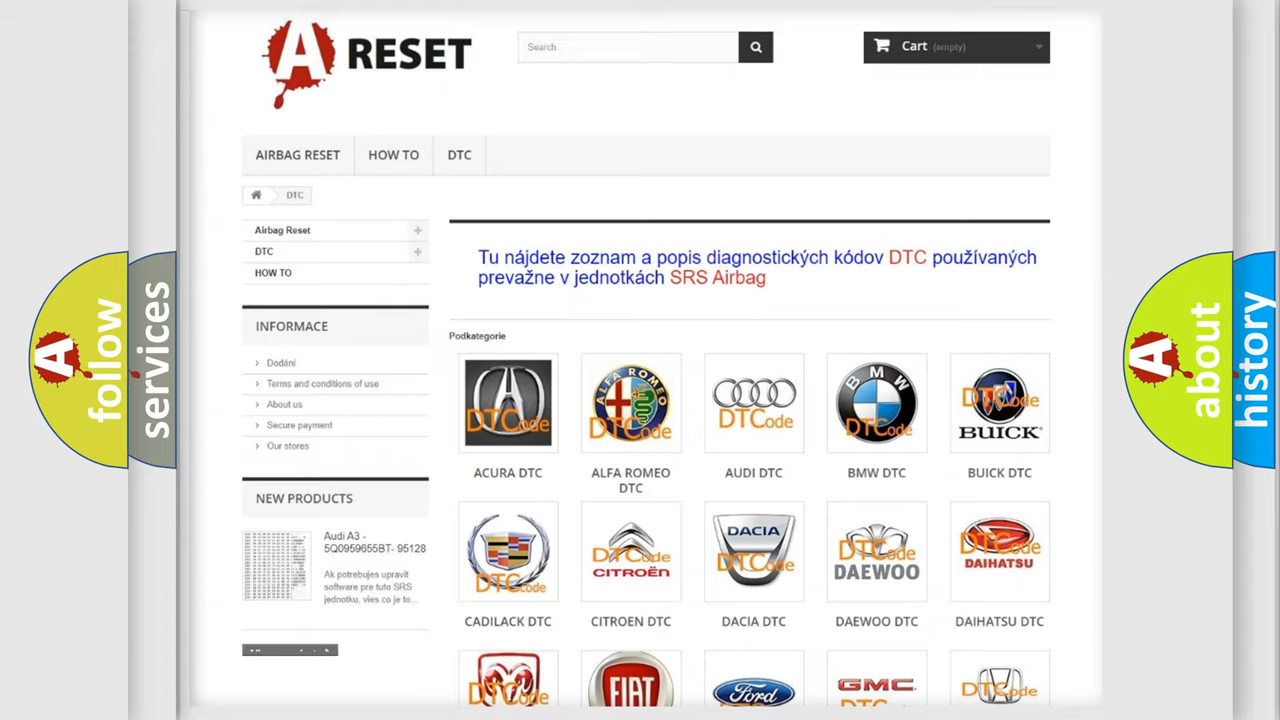 A RESET
Search
Cart (empty)
AIRBAG RESET
HOW TO
DTC
DTC
Airbag Reset
DTC
HOW TO
INFORMACE
Dodání
Terms and conditions of use
About us
Secure payment
Our stores
NEW PRODUCTS
Audi A3 -
5Q0959655BT- 95128
Ak potrebujes upravit
software pre tuto SRS
jednotku, vies co je to...
Tu nájdete zoznam a popis diagnostických kódov DTC používaných
prevažne v jednotkách SRS Airbag
Podkategorie
DTCode
ALFA ROMEO
DTCode
DTCode
BMW
DTCode
DTCode
BUICK
ACURA DTC
ALFA ROMEO
DTC
AUDI DTC
BMW DTC
BUICK DTC
DTCode
DTCode
CITROËN
DACIA
DTCode
DTCode
DAEWOO
DTCode
DAIHATSU
CADILACK DTC
CITROEN DTC
DACIA DTC
DAEWOO DTC
DAIHATSU DTC
DTCode
FIAT
Ford
GMC
DTCode
A follow
services
A about
history